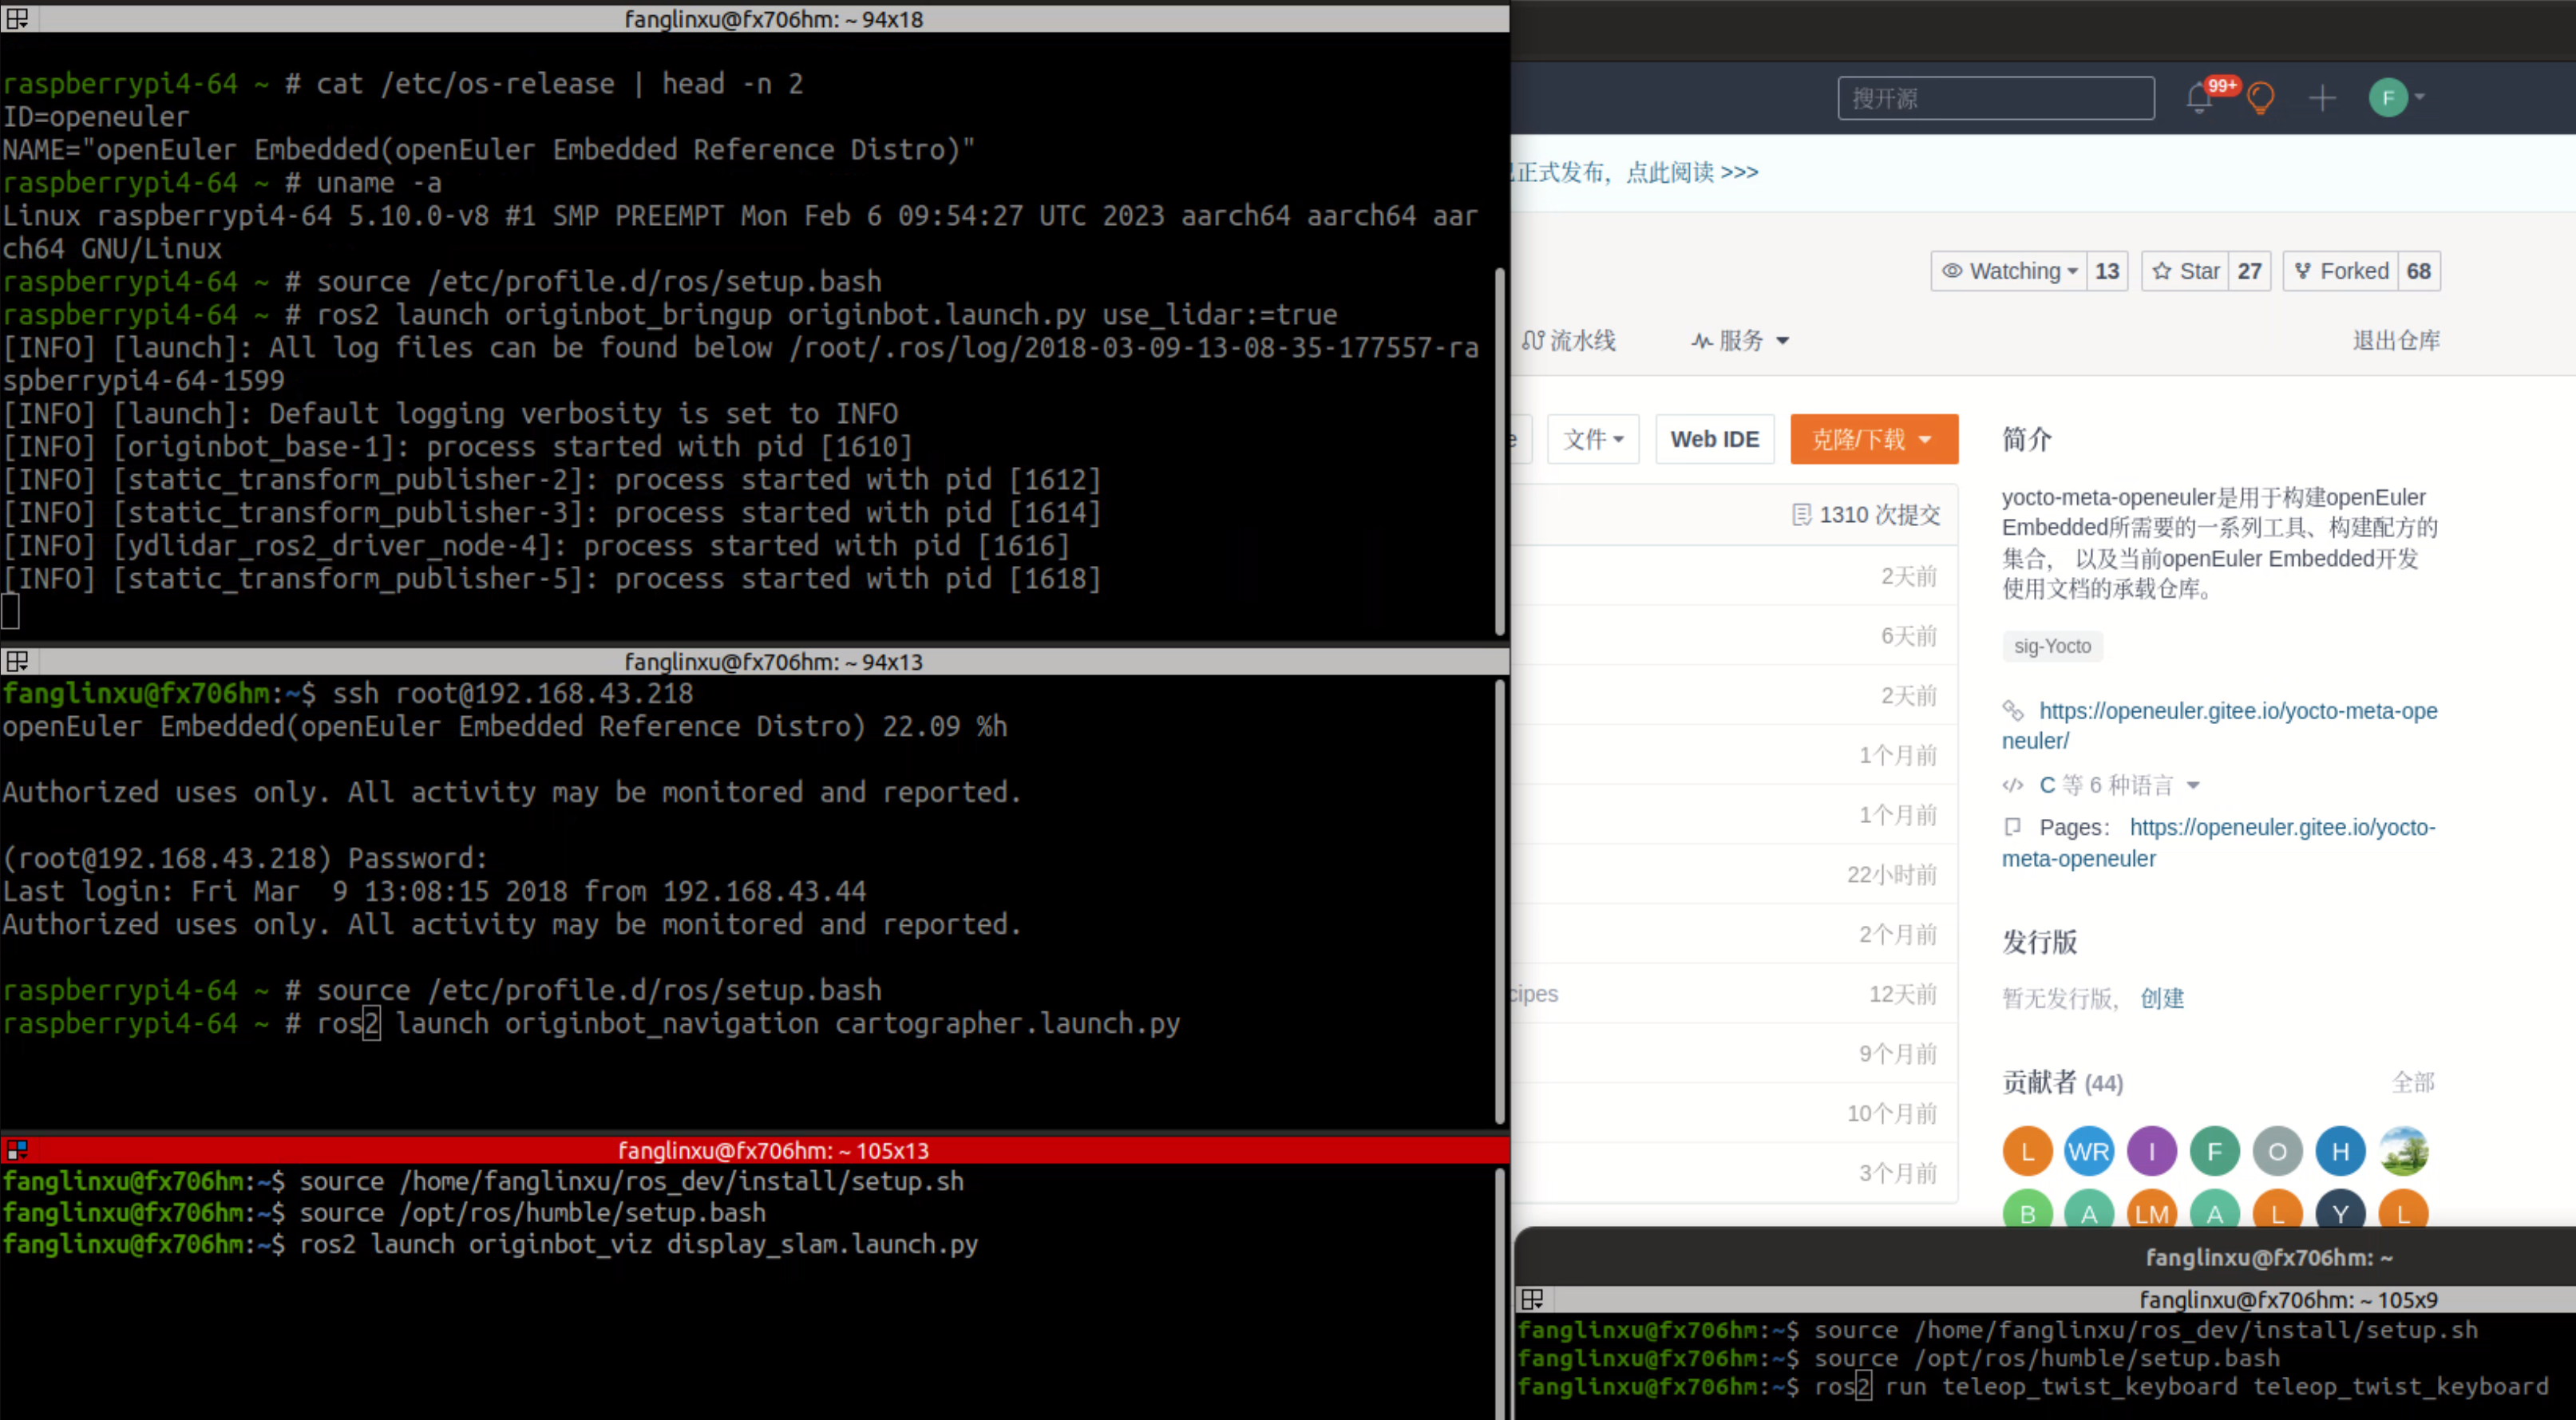 fanglinxu@fx706hm: ~ 94x18
raspberrypi4-64 ~ # cat /etc/os-release | head -n 2
ID=openeuler
NAME="openEuler Embedded(openEuler Embedded Reference Distro)"
raspberrypi4-64 ~ # uname -a
Linux raspberrypi4-64 5.10.0-v8 #1 SMP PREEMPT Mon Feb 6 09:54:27 UTC 2023 aarch64 aarch64 aar
ch64 GNU/Linux
raspberrypi4-64 ~ # source /etc/profile.d/ros/setup.bash
raspberrypi4-64 ~ # ros2 launch originbot_bringup originbot.launch.py use_lidar:=true
[INFO] [launch]: All log files can be found below /root/.ros/log/2018-03-09-13-08-35-177557-ra
spberrypi4-64-1599
[INFO] [launch]: Default logging verbosity is set to INFO
[INFO] [originbot_base-1]: process started with pid [1610]
[INFO] [static_transform_publisher-2]: process started with pid [1612]
[INFO] [static_transform_publisher-3]: process started with pid [1614]
[INFO] [ydlidar_ros2_driver_node-4]: process started with pid [1616]
[INFO] [static_transform_publisher-5]: process started with pid [1618]
fanglinxu@fx706hm: ~ 94x13
fanglinxu@fx706hm:~$ ssh root@192.168.43.218
openEuler Embedded(openEuler Embedded Reference Distro) 22.09 %h
Authorized uses only. All activity may be monitored and reported.
(root@192.168.43.218) Password:
Last login: Fri Mar  9 13:08:15 2018 from 192.168.43.44
Authorized uses only. All activity may be monitored and reported.
raspberrypi4-64 ~ # source /etc/profile.d/ros/setup.bash
raspberrypi4-64 ~ # ros2 launch originbot_navigation cartographer.launch.py
fanglinxu@fx706hm: ~ 105x13
fanglinxu@fx706hm:~$ source /home/fanglinxu/ros_dev/install/setup.sh
fanglinxu@fx706hm:~$ source /opt/ros/humble/setup.bash
fanglinxu@fx706hm:~$ ros2 launch originbot_viz display_slam.launch.py
搜开源
99+
F
正式发布，点此阅读 >>>
Watching 13
Star 27
Forked 68
流水线
服务
退出仓库
文件
Web IDE
克隆/下载
1310 次提交
2天前
6天前
2天前
1个月前
1个月前
22小时前
2个月前
cipes 12天前
9个月前
10个月前
3个月前
简介
yocto-meta-openeuler是用于构建openEuler
Embedded所需要的一系列工具、构建配方的
集合， 以及当前openEuler Embedded开发
使用文档的承载仓库。
sig-Yocto
https://openeuler.gitee.io/yocto-meta-ope
neuler/
C 等 6 种语言
Pages： https://openeuler.gitee.io/yocto-
meta-openeuler
发行版
暂无发行版， 创建
贡献者 (44) 全部
L WR I F O H
B A LM A L Y L
fanglinxu@fx706hm: ~
fanglinxu@fx706hm: ~ 105x9
fanglinxu@fx706hm:~$ source /home/fanglinxu/ros_dev/install/setup.sh
fanglinxu@fx706hm:~$ source /opt/ros/humble/setup.bash
fanglinxu@fx706hm:~$ ros2 run teleop_twist_keyboard teleop_twist_keyboard